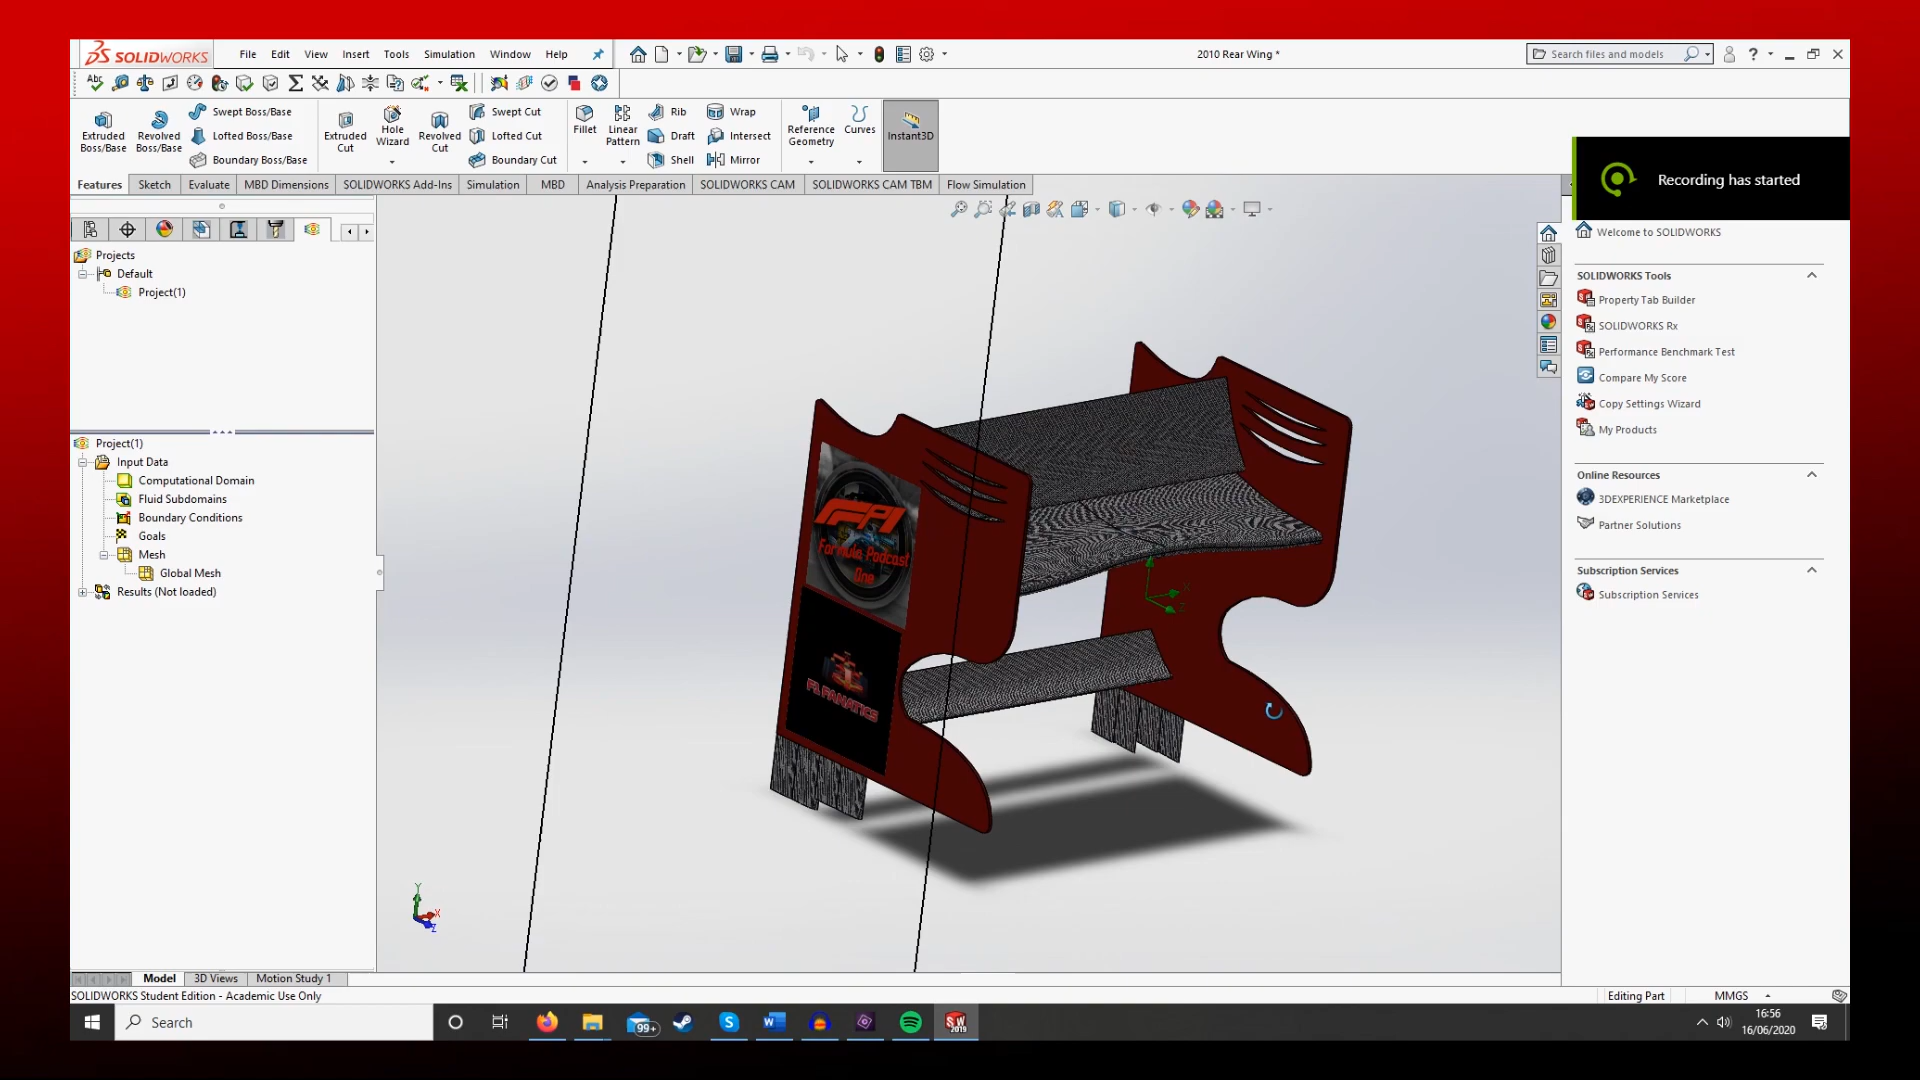 SOLIDWORKS File Edit View Insert Tools Simulation Window Help 2010 Rear Wing * Search files and models ?
Extruded Boss/Base
Revolved Boss/Base
Swept Boss/Base
Lofted Boss/Base
Boundary Boss/Base
Extruded Cut
Hole Wizard
Revolved Cut
Swept Cut
Lofted Cut
Boundary Cut
Fillet
Linear Pattern
Rib
Draft
Shell
Wrap
Intersect
Mirror
Reference Geometry
Curves
Instant3D
Recording has started
Features Sketch Evaluate MBD Dimensions SOLIDWORKS Add-Ins Simulation MBD Analysis Preparation SOLIDWORKS CAM SOLIDWORKS CAM TBM Flow Simulation
Projects
Default
Project(1)
Project(1)
Input Data
Computational Domain
Fluid Subdomains
Boundary Conditions
Goals
Mesh
Global Mesh
Results (Not loaded)
FP1
Formula Podcast
One
F1 FANATICS
Y
X
Z
Welcome to SOLIDWORKS
SOLIDWORKS Tools
Property Tab Builder
SOLIDWORKS Rx
Performance Benchmark Test
Compare My Score
Copy Settings Wizard
My Products
Online Resources
3DEXPERIENCE Marketplace
Partner Solutions
Subscription Services
Subscription Services
Model 3D Views Motion Study 1
SOLIDWORKS Student Edition - Academic Use Only Editing Part MMGS
Search 99+ SW 2019 16:56
16/06/2020